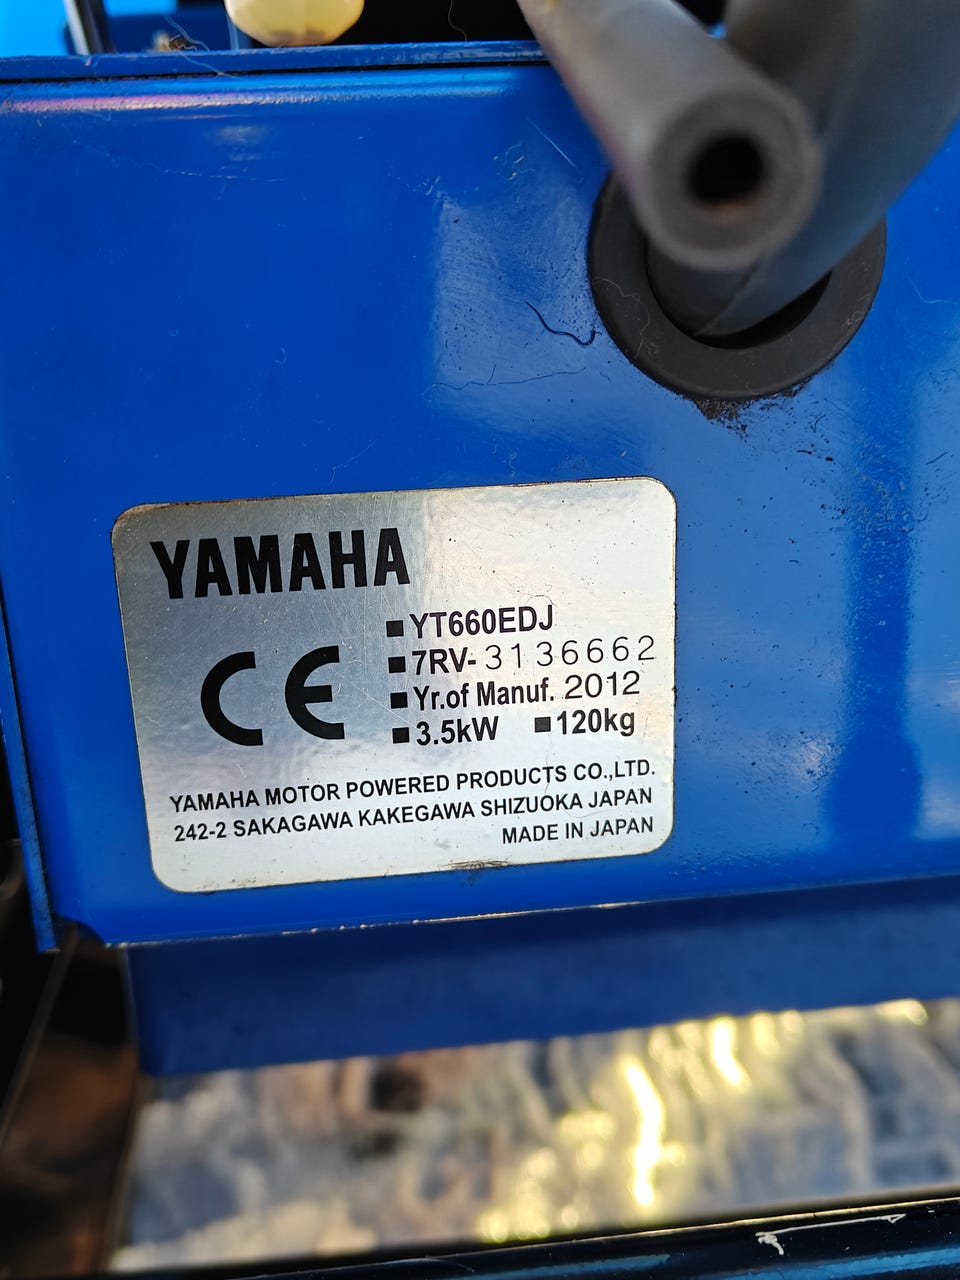 YAMAHA
CE
■YT660EDJ
■7RV-3136662
■Yr.of Manuf. 2012
■3.5kW ■120kg
YAMAHA MOTOR POWERED PRODUCTS CO.,LTD.
242-2 SAKAGAWA KAKEGAWA SHIZUOKA JAPAN
MADE IN JAPAN